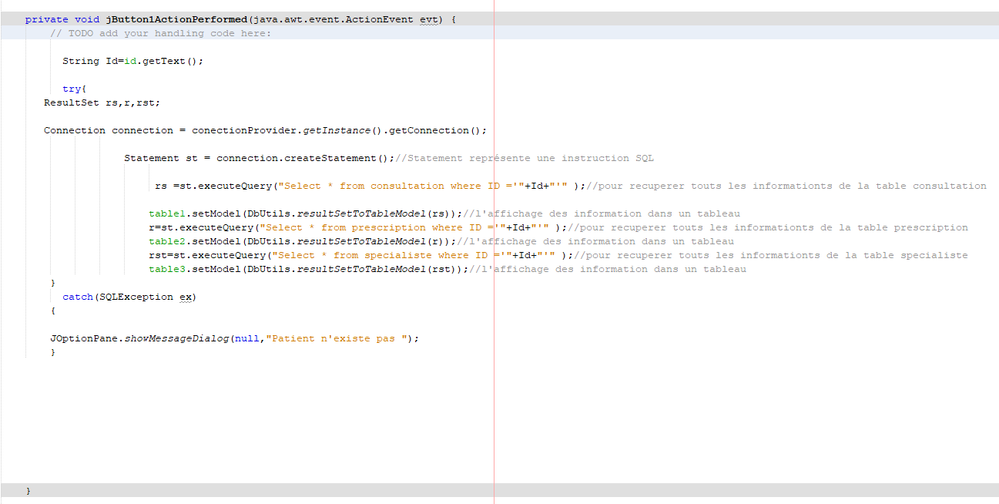 private void jButton1ActionPerformed(java.awt.event.ActionEvent evt) {
// TODO add your handling code here:
String Id=id.getText();
try{
ResultSet rs,r,rst;
Connection connection = conectionProvider.getInstance().getConnection();
Statement st = connection.createStatement();//Statement représente une instruction SQL
rs =st.executeQuery("Select * from consultation where ID ='"+Id+"'" );//pour recuperer touts les informationts de la table consultation
table1.setModel(DbUtils.resultSetToTableModel(rs));//l'affichage des information dans un tableau
r=st.executeQuery("Select * from prescription where ID ='"+Id+"'" );//pour recuperer touts les informationts de la table prescription
table2.setModel(DbUtils.resultSetToTableModel(r));//l'affichage des information dans un tableau
rst=st.executeQuery("Select * from specialiste where ID ='"+Id+"'" );//pour recuperer touts les informationts de la table specialiste
table3.setModel(DbUtils.resultSetToTableModel(rst));//l'affichage des information dans un tableau
}
catch(SQLException ex)
{
JOptionPane.showMessageDialog(null,"Patient n'existe pas ");
}
}